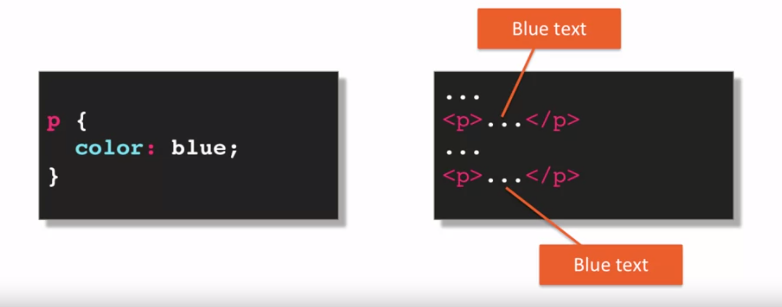 p {
color: blue;
}
Blue text
...
<p>...</p>
...
<p>...</p>
Blue text